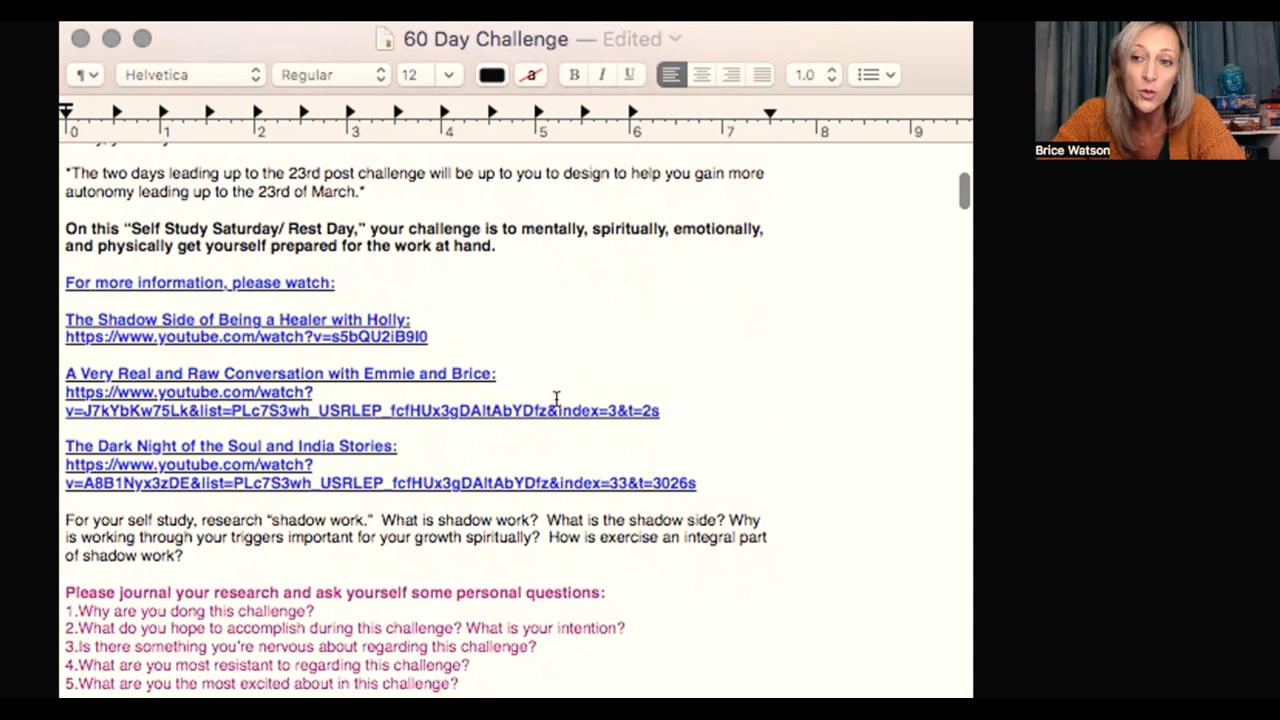 60 Day Challenge — Edited
¶ Helvetica Regular 12 a B I U 1.0
0 1 2 3 4 5 6 7 8 9
*The two days leading up to the 23rd post challenge will be up to you to design to help you gain more
autonomy leading up to the 23rd of March.*
On this “Self Study Saturday/ Rest Day,” your challenge is to mentally, spiritually, emotionally,
and physically get yourself prepared for the work at hand.
For more information, please watch:
The Shadow Side of Being a Healer with Holly:
https://www.youtube.com/watch?v=s5bQU2iB9I0
A Very Real and Raw Conversation with Emmie and Brice:
https://www.youtube.com/watch?
v=J7kYbKw75Lk&list=PLc7S3wh_USRLEP_fcfHUx3gDAltAbYDfz&index=3&t=2s
The Dark Night of the Soul and India Stories:
https://www.youtube.com/watch?
v=A8B1Nyx3zDE&list=PLc7S3wh_USRLEP_fcfHUx3gDAltAbYDfz&index=33&t=3026s
For your self study, research “shadow work.”  What is shadow work?  What is the shadow side? Why
is working through your triggers important for your growth spiritually?  How is exercise an integral part
of shadow work?
Please journal your research and ask yourself some personal questions:
1.Why are you dong this challenge?
2.What do you hope to accomplish during this challenge? What is your intention?
3.Is there something you're nervous about regarding this challenge?
4.What are you most resistant to regarding this challenge?
5.What are you the most excited about in this challenge?
Brice Watson